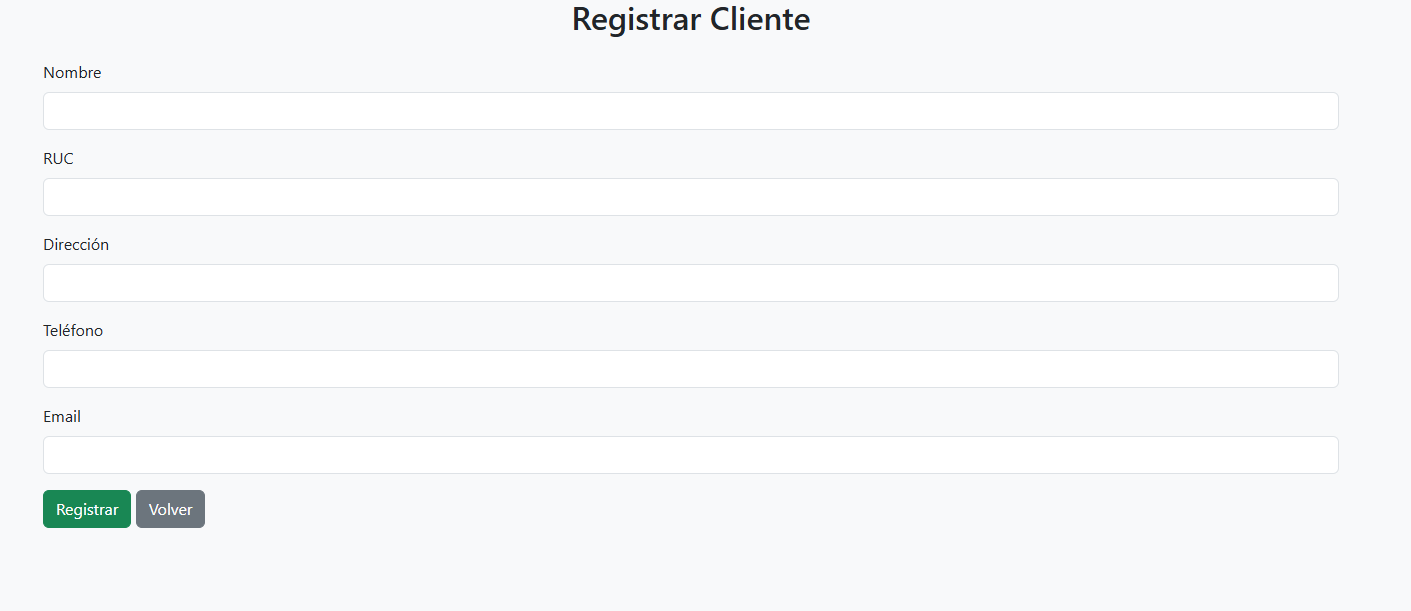 Registrar Cliente
Nombre
RUC
Dirección
Teléfono
Email
Registrar Volver